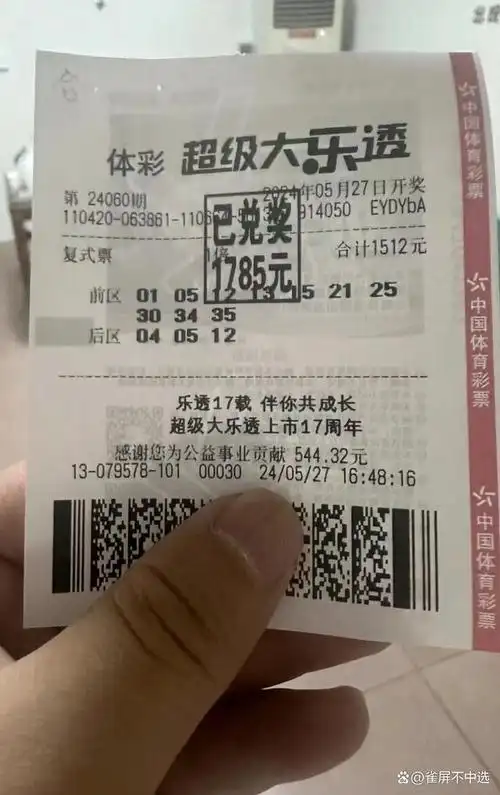 体彩 超级大乐透
第 24060期 2024年05月27日开奖
110420-063861-1106 914050 EYDYbA
已兑奖
1785元
复式票 1倍 合计1512元
前区 01 05 12 13 15 21 25
30 34 35
后区 04 05 12
乐透17载 伴你共成长
超级大乐透上市17周年
感谢您为公益事业贡献 544.32元
13-079578-101 00030 24/05/27 16:48:16
中国体育彩票
中国体育彩票
中国体育彩票
@雀屏不中选